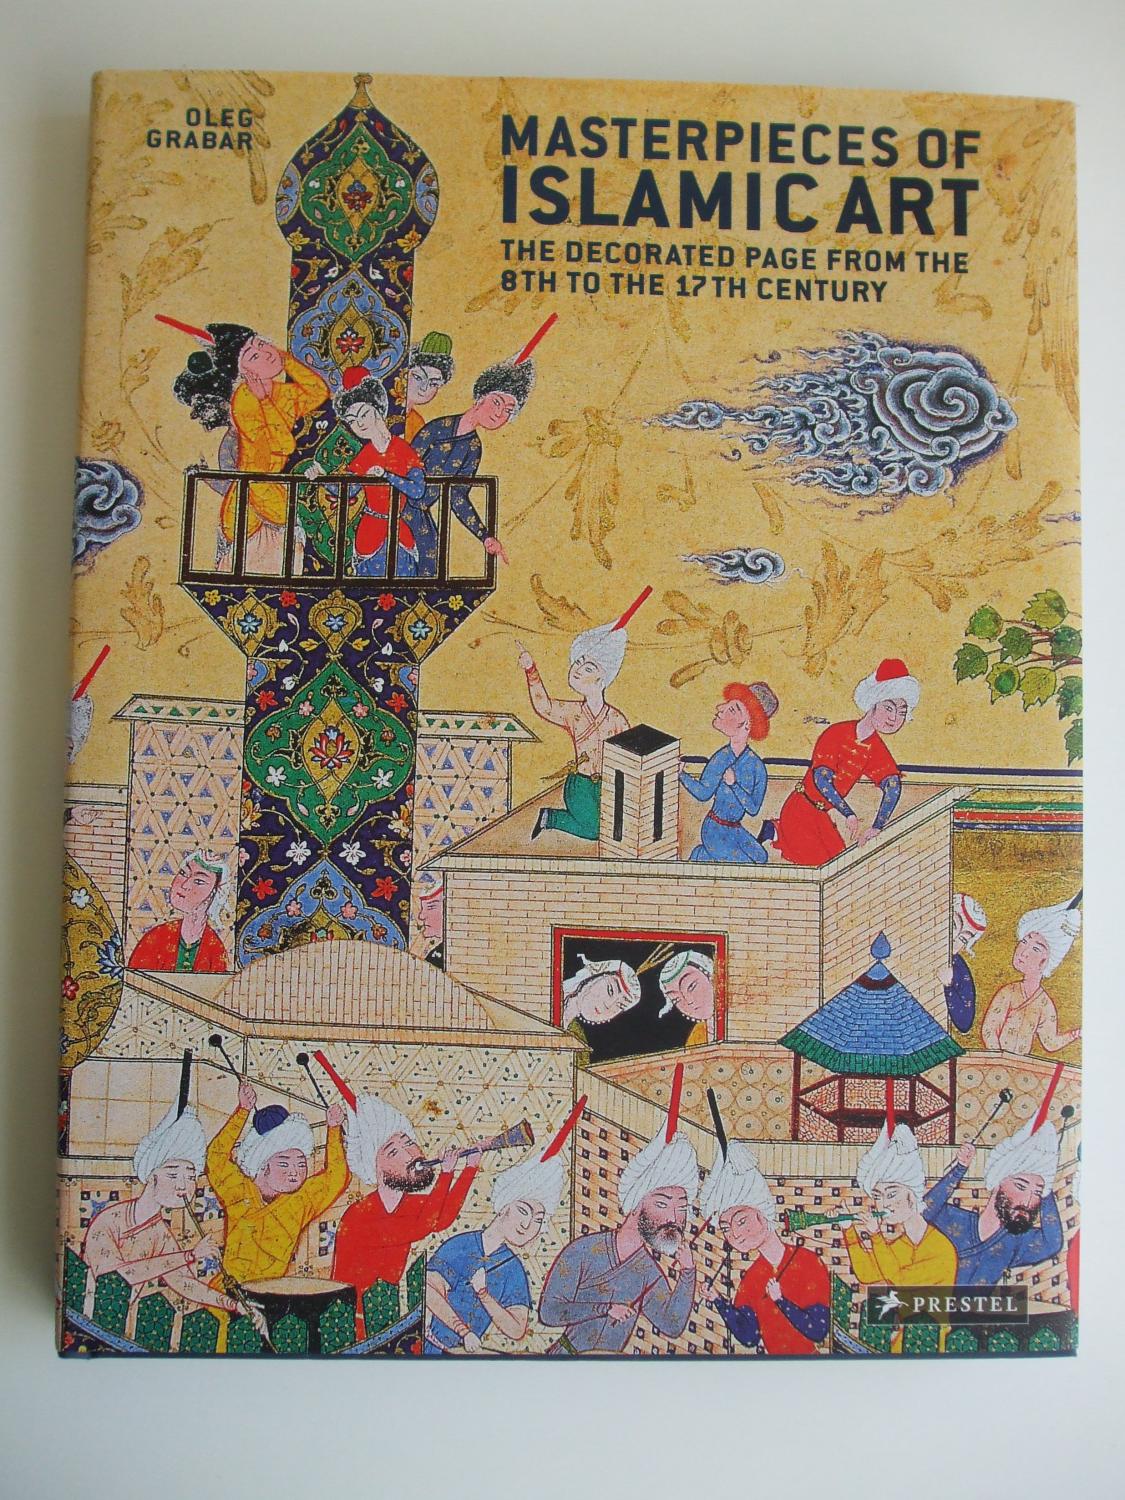 OLEG
GRABAR
MASTERPIECES OF
ISLAMIC ART
THE DECORATED PAGE FROM THE
8TH TO THE 17TH CENTURY
PRESTEL